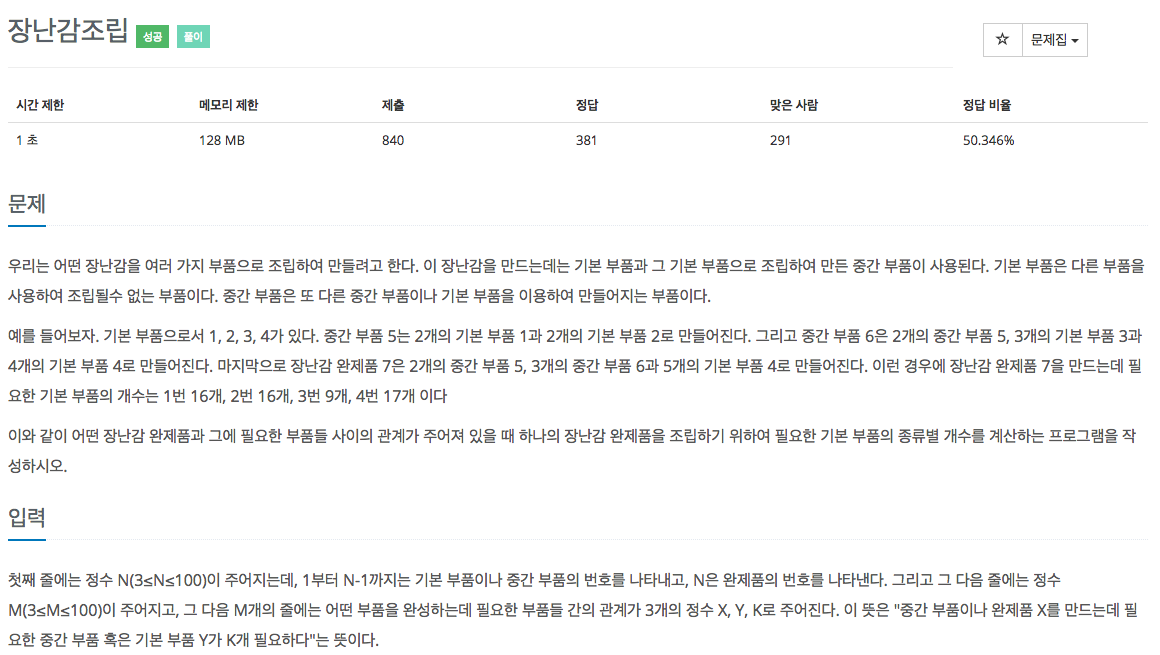 장난감조립 성공 풀이
☆ 문제집
시간 제한 메모리 제한 제출 정답 맞은 사람 정답 비율
1 초 128 MB 840 381 291 50.346%
문제
우리는 어떤 장난감을 여러 가지 부품으로 조립하여 만들려고 한다. 이 장난감을 만드는데는 기본 부품과 그 기본 부품으로 조립하여 만든 중간 부품이 사용된다. 기본 부품은 다른 부품을
사용하여 조립될수 없는 부품이다. 중간 부품은 또 다른 중간 부품이나 기본 부품을 이용하여 만들어지는 부품이다.
예를 들어보자. 기본 부품으로서 1, 2, 3, 4가 있다. 중간 부품 5는 2개의 기본 부품 1과 2개의 기본 부품 2로 만들어진다. 그리고 중간 부품 6은 2개의 중간 부품 5, 3개의 기본 부품 3과
4개의 기본 부품 4로 만들어진다. 마지막으로 장난감 완제품 7은 2개의 중간 부품 5, 3개의 중간 부품 6과 5개의 기본 부품 4로 만들어진다. 이런 경우에 장난감 완제품 7을 만드는데 필
요한 기본 부품의 개수는 1번 16개, 2번 16개, 3번 9개, 4번 17개 이다
이와 같이 어떤 장난감 완제품과 그에 필요한 부품들 사이의 관계가 주어져 있을 때 하나의 장난감 완제품을 조립하기 위하여 필요한 기본 부품의 종류별 개수를 계산하는 프로그램을 작
성하시오.
입력
첫째 줄에는 정수 N(3≤N≤100)이 주어지는데, 1부터 N-1까지는 기본 부품이나 중간 부품의 번호를 나타내고, N은 완제품의 번호를 나타낸다. 그리고 그 다음 줄에는 정수
M(3≤M≤100)이 주어지고, 그 다음 M개의 줄에는 어떤 부품을 완성하는데 필요한 부품들 간의 관계가 3개의 정수 X, Y, K로 주어진다. 이 뜻은 "중간 부품이나 완제품 X를 만드는데 필
요한 중간 부품 혹은 기본 부품 Y가 K개 필요하다"는 뜻이다.